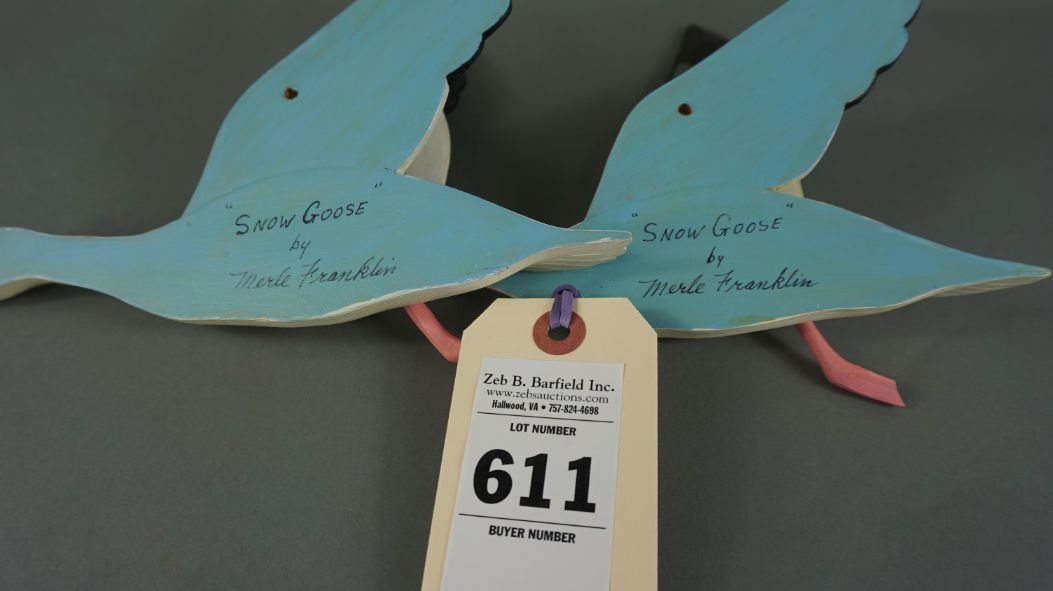 "SNOW GOOSE"
by
Merle Franklin
"SNOW GOOSE"
by
Merle Franklin
Zeb B. Barfield Inc.
www.zebsauctions.com
Hallwood, VA • 757-824-4698
LOT NUMBER
611
BUYER NUMBER